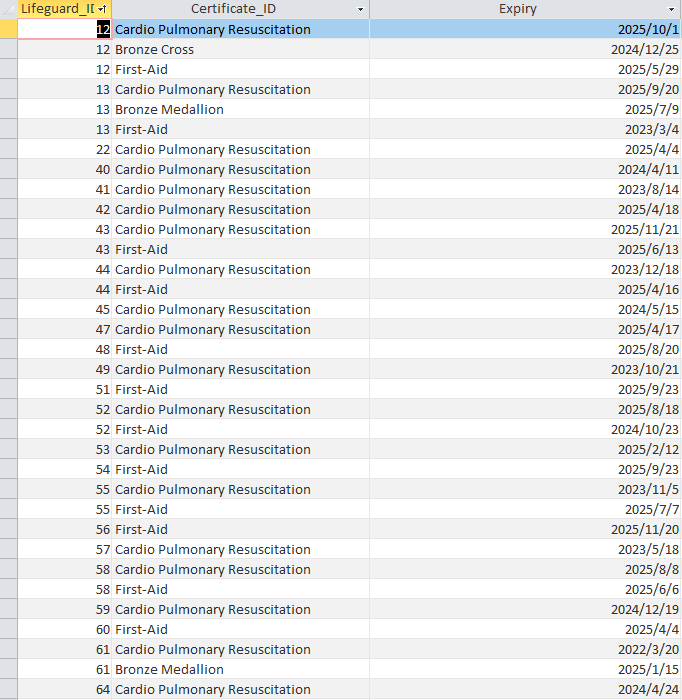 Lifeguard_ID Certificate_ID Expiry
12 Cardio Pulmonary Resuscitation 2025/10/1
12 Bronze Cross 2024/12/25
12 First-Aid 2025/5/29
13 Cardio Pulmonary Resuscitation 2025/9/20
13 Bronze Medallion 2025/7/9
13 First-Aid 2023/3/4
22 Cardio Pulmonary Resuscitation 2025/4/4
40 Cardio Pulmonary Resuscitation 2024/4/11
41 Cardio Pulmonary Resuscitation 2023/8/14
42 Cardio Pulmonary Resuscitation 2025/4/18
43 Cardio Pulmonary Resuscitation 2025/11/21
43 First-Aid 2025/6/13
44 Cardio Pulmonary Resuscitation 2023/12/18
44 First-Aid 2025/4/16
45 Cardio Pulmonary Resuscitation 2024/5/15
47 Cardio Pulmonary Resuscitation 2025/4/17
48 First-Aid 2025/8/20
49 Cardio Pulmonary Resuscitation 2023/10/21
51 First-Aid 2025/9/23
52 Cardio Pulmonary Resuscitation 2025/8/18
52 First-Aid 2024/10/23
53 Cardio Pulmonary Resuscitation 2025/2/12
54 First-Aid 2025/9/23
55 Cardio Pulmonary Resuscitation 2023/11/5
55 First-Aid 2025/7/7
56 First-Aid 2025/11/20
57 Cardio Pulmonary Resuscitation 2023/5/18
58 Cardio Pulmonary Resuscitation 2025/8/8
58 First-Aid 2025/6/6
59 Cardio Pulmonary Resuscitation 2024/12/19
60 First-Aid 2025/4/4
61 Cardio Pulmonary Resuscitation 2022/3/20
61 Bronze Medallion 2025/1/15
64 Cardio Pulmonary Resuscitation 2024/4/24